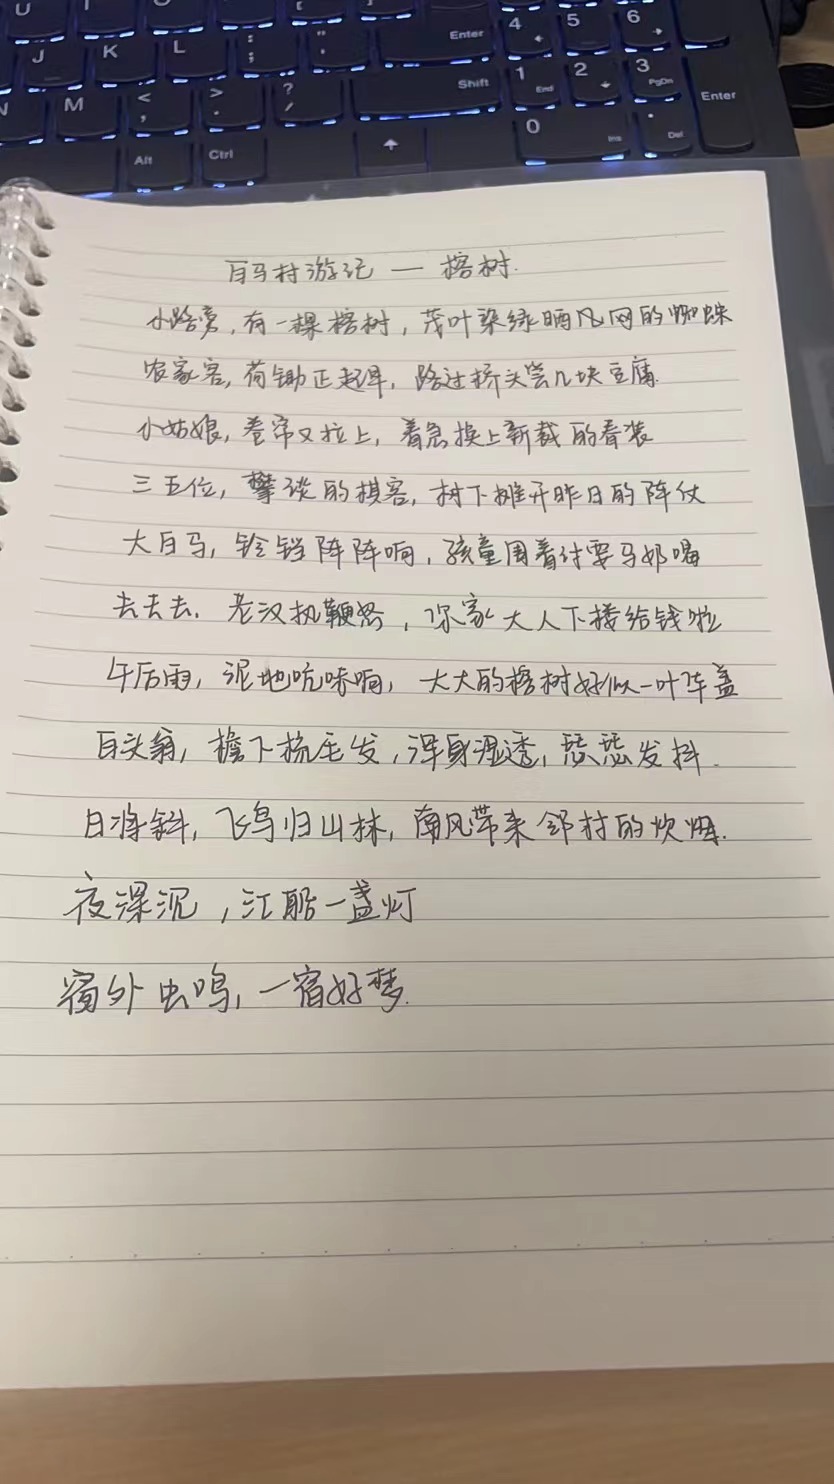 U I
J K L : ; " ' Enter 4 5 6
N M < , > . ? / Shift 1 End 2 3 PgDn Enter
Alt Ctrl 0 Ins . Del
白马村游记 — 榕树.
小路旁,有一棵榕树,茂叶染绿晒凡网的蜘蛛
农家客,荷锄正起早,路过桥头尝几块豆腐.
小姑娘,卷帘又拉上,着急换上新裁的春装
三五位,攀谈的棋客,树下摊开昨日的阵仗
大白马,铃铛阵阵响,孩童围着讨要马奶喝
去去去.老汉执鞭怒,你家大人下楼给钱啦
午后雨,泥地吭哧响,大大的榕树好似一叶车盖
白头翁,檐下梳毛发,浑身湿透,瑟瑟发抖.
日将斜,飞鸟归山林,南风带来邻村的炊烟.
夜深沉,江船一盏灯
窗外虫鸣,一宿好梦.